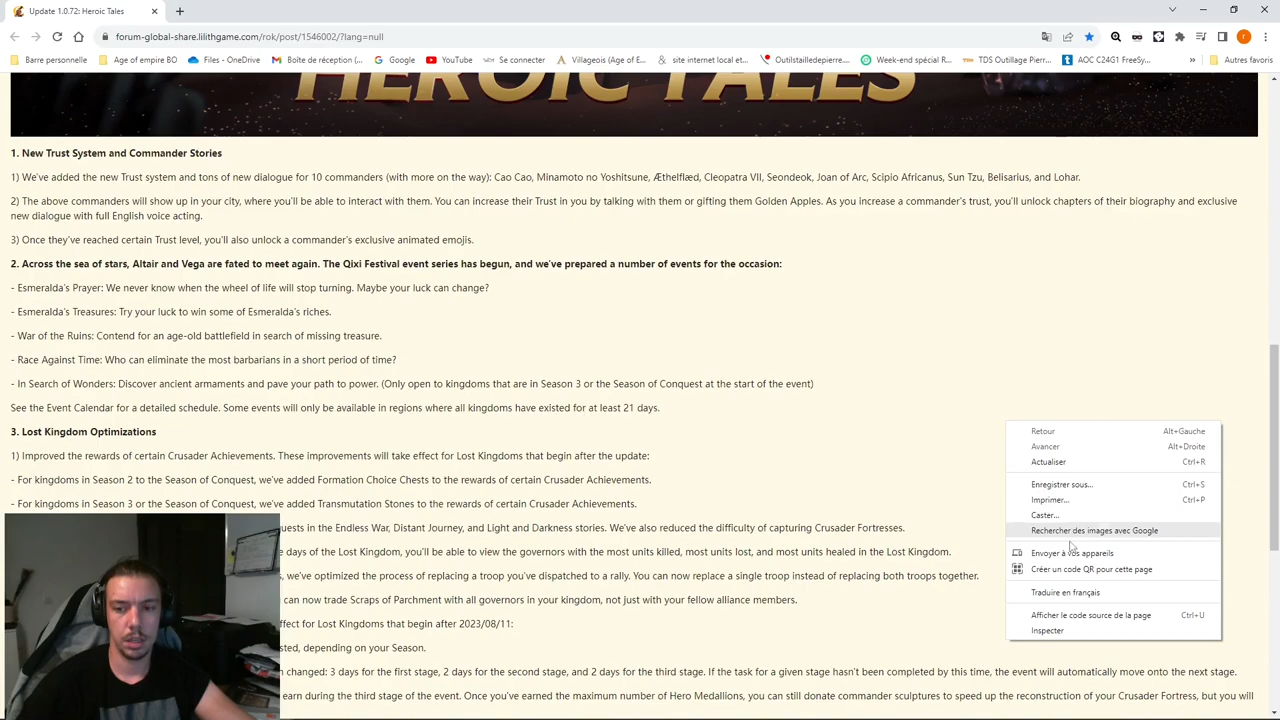 Update 1.0.72: Heroic Tales
forum-global-share.lilithgame.com/rok/post/1546002/?lang=null
Barre personnelle Age of empire BO Files - OneDrive Boîte de réception (... Google YouTube Se connecter Villageois (Age of E... site internet local et... Outilstailledepierre.... Week-end spécial R... TDS Outillage Pierr... AOC C24G1 FreeSy... » Autres favoris
HEROIC TALES
1. New Trust System and Commander Stories
1) We've added the new Trust system and tons of new dialogue for 10 commanders (with more on the way): Cao Cao, Minamoto no Yoshitsune, Æthelflæd, Cleopatra VII, Seondeok, Joan of Arc, Scipio Africanus, Sun Tzu, Belisarius, and Lohar.
2) The above commanders will show up in your city, where you'll be able to interact with them. You can increase their Trust in you by talking with them or gifting them Golden Apples. As you increase a commander's trust, you'll unlock chapters of their biography and exclusive
new dialogue with full English voice acting.
3) Once they've reached certain Trust level, you'll also unlock a commander's exclusive animated emojis.
2. Across the sea of stars, Altair and Vega are fated to meet again. The Qixi Festival event series has begun, and we've prepared a number of events for the occasion:
- Esmeralda's Prayer: We never know when the wheel of life will stop turning. Maybe your luck can change?
- Esmeralda's Treasures: Try your luck to win some of Esmeralda's riches.
- War of the Ruins: Contend for an age-old battlefield in search of missing treasure.
- Race Against Time: Who can eliminate the most barbarians in a short period of time?
- In Search of Wonders: Discover ancient armaments and pave your path to power. (Only open to kingdoms that are in Season 3 or the Season of Conquest at the start of the event)
See the Event Calendar for a detailed schedule. Some events will only be available in regions where all kingdoms have existed for at least 21 days.
3. Lost Kingdom Optimizations
1) Improved the rewards of certain Crusader Achievements. These improvements will take effect for Lost Kingdoms that begin after the update:
- For kingdoms in Season 2 to the Season of Conquest, we've added Formation Choice Chests to the rewards of certain Crusader Achievements.
- For kingdoms in Season 3 or the Season of Conquest, we've added Transmutation Stones to the rewards of certain Crusader Achievements.
uests in the Endless War, Distant Journey, and Light and Darkness stories. We've also reduced the difficulty of capturing Crusader Fortresses.
e days of the Lost Kingdom, you'll be able to view the governors with the most units killed, most units lost, and most units healed in the Lost Kingdom.
s, we've optimized the process of replacing a troop you've dispatched to a rally. You can now replace a single troop instead of replacing both troops together.
can now trade Scraps of Parchment with all governors in your kingdom, not just with your fellow alliance members.
ffect for Lost Kingdoms that begin after 2023/08/11:
sted, depending on your Season.
n changed: 3 days for the first stage, 2 days for the second stage, and 2 days for the third stage. If the task for a given stage hasn't been completed by this time, the event will automatically move onto the next stage.
earn during the third stage of the event. Once you've earned the maximum number of Hero Medallions, you can still donate commander sculptures to speed up the reconstruction of your Crusader Fortress, but you will
Retour Alt+Gauche
Avancer Alt+Droite
Actualiser Ctrl+R
Enregistrer sous... Ctrl+S
Imprimer... Ctrl+P
Caster...
Rechercher des images avec Google
Envoyer à vos appareils
Créer un code QR pour cette page
Traduire en français
Afficher le code source de la page Ctrl+U
Inspecter